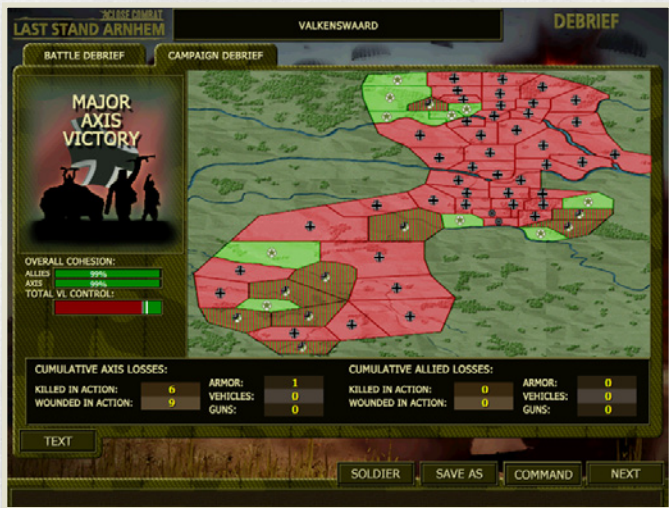 CLOSE COMBAT
LAST STAND ARNHEM
VALKENSWAARD
DEBRIEF
BATTLE DEBRIEF
CAMPAIGN DEBRIEF
MAJOR
AXIS
VICTORY
OVERALL COHESION:
ALLIES 99%
AXIS 99%
TOTAL VL CONTROL:
CUMULATIVE AXIS LOSSES:
KILLED IN ACTION: 6
WOUNDED IN ACTION: 9
ARMOR: 1
VEHICLES: 0
GUNS: 0
CUMULATIVE ALLIED LOSSES:
KILLED IN ACTION: 0
WOUNDED IN ACTION: 0
ARMOR: 0
VEHICLES: 0
GUNS: 0
TEXT
SOLDIER
SAVE AS
COMMAND
NEXT